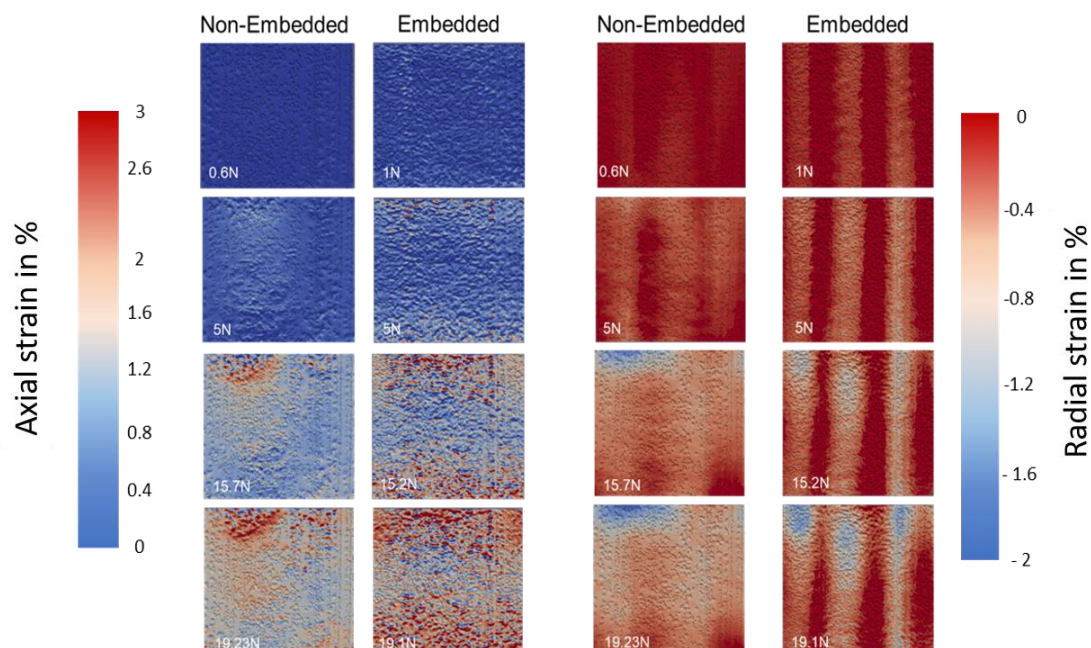 Non-Embedded Embedded Non-Embedded Embedded
Axial strain in %
3
2.6
2
1.6
1.2
0.8
0.4
0
0.6N 1N 0.6N 1N
5N 5N 5N 5N
15.7N 15.2N 15.7N 15.2N
19.23N 19.1N 19.23N 19.1N
0
-0.4
-0.8
-1.2
- 1.6
- 2
Radial strain in %